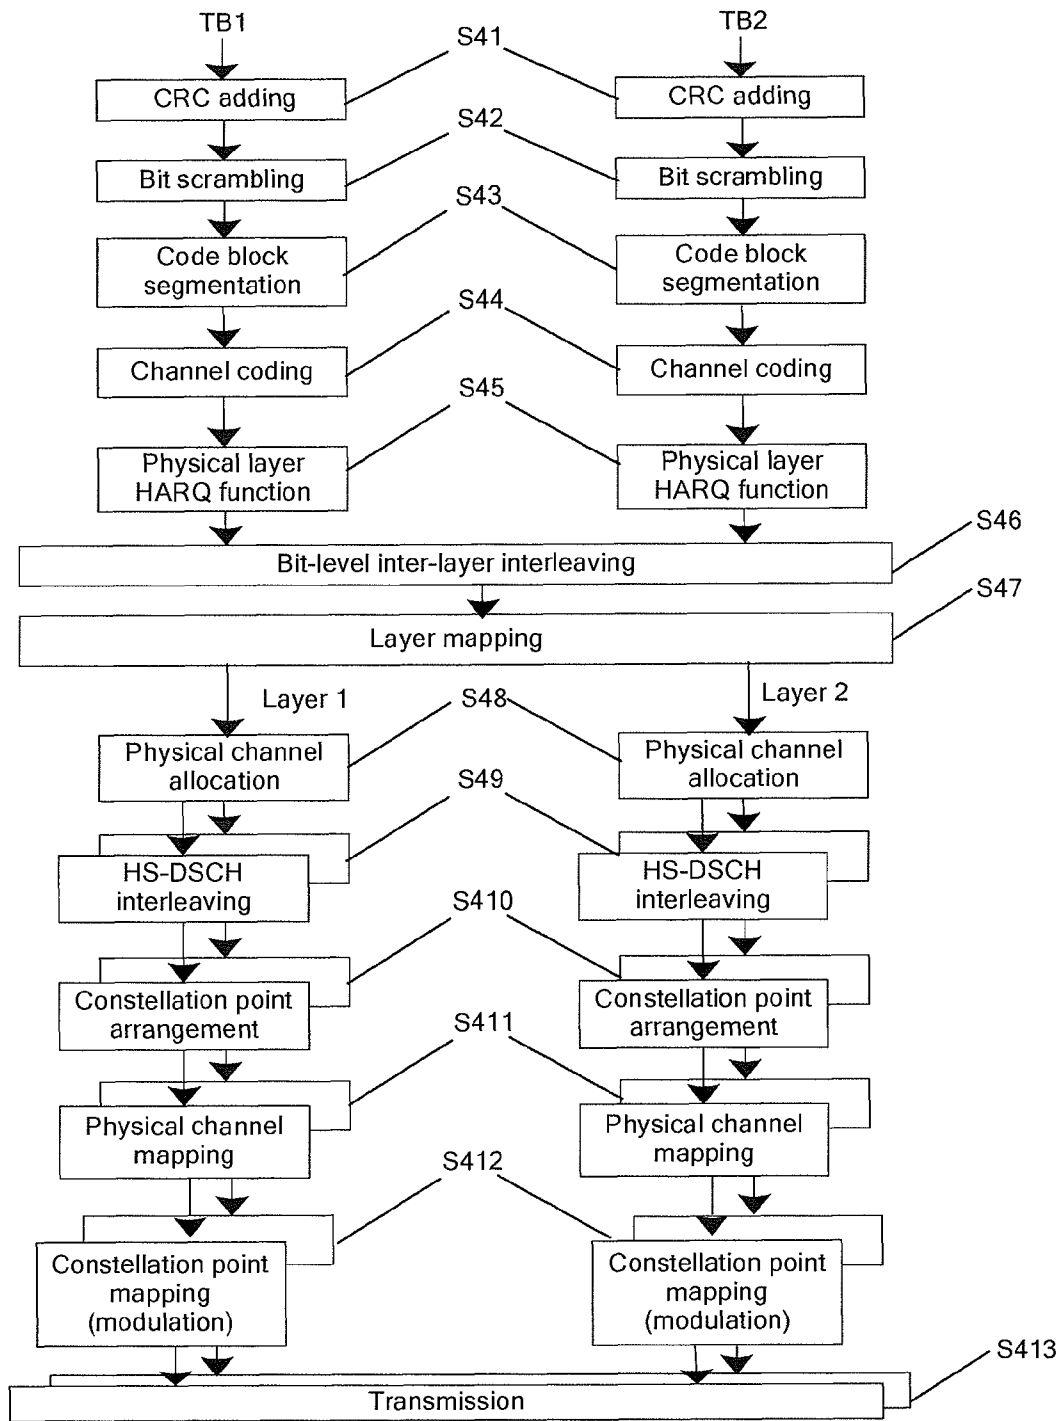 TB1
S41
TB2
CRC adding
CRC adding
S42
Bit scrambling
Bit scrambling
S43
Code block
segmentation
Code block
segmentation
S44
Channel coding
Channel coding
S45
Physical layer
HARQ function
Physical layer
HARQ function
S46
Bit-level inter-layer interleaving
S47
Layer mapping
Layer 1
S48
Layer 2
Physical channel
allocation
Physical channel
allocation
S49
HS-DSCH
interleaving
HS-DSCH
interleaving
S410
Constellation point
arrangement
Constellation point
arrangement
S411
Physical channel
mapping
Physical channel
mapping
S412
Constellation point
mapping
(modulation)
Constellation point
mapping
(modulation)
S413
Transmission